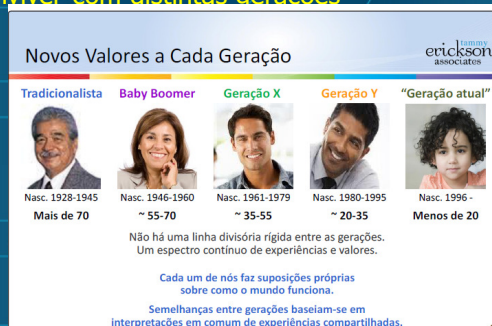 com distintas gerações
Novos Valores a Cada Geração
tammy
erickson
associates
Tradicionalista Baby Boomer Geração X Geração Y "Geração atual"
Nasc. 1928-1945 Nasc. 1946-1960 Nasc. 1961-1979 Nasc. 1980-1995 Nasc. 1996 -
Mais de 70 ~ 55-70 ~ 35-55 ~ 20-35 Menos de 20
Não há uma linha divisória rígida entre as gerações.
Um espectro contínuo de experiências e valores.
Cada um de nós faz suposições próprias
sobre como o mundo funciona.
Semelhanças entre gerações baseiam-se em
interpretações em comum de experiências compartilhadas.